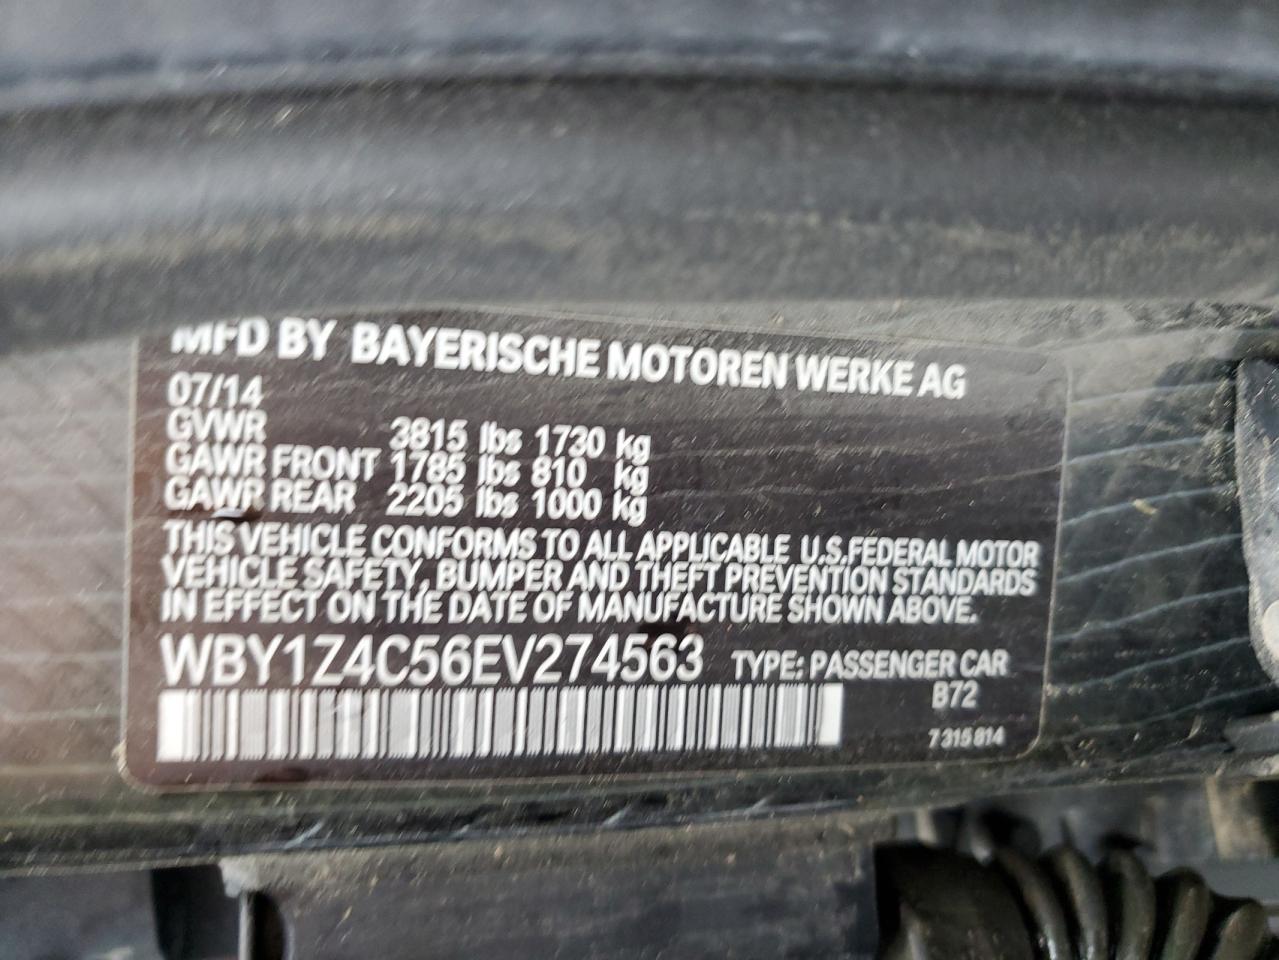 MFD BY BAYERISCHE MOTOREN WERKE AG
07/14
GVWR 3815 lbs 1730 kg
GAWR FRONT 1785 lbs 810 kg
GAWR REAR 2205 lbs 1000 kg
THIS VEHICLE CONFORMS TO ALL APPLICABLE U.S.FEDERAL MOTOR
VEHICLE SAFETY, BUMPER AND THEFT PREVENTION STANDARDS
IN EFFECT ON THE DATE OF MANUFACTURE SHOWN ABOVE.
WBY1Z4C56EV274563 TYPE: PASSENGER CAR
B72
7 315 814